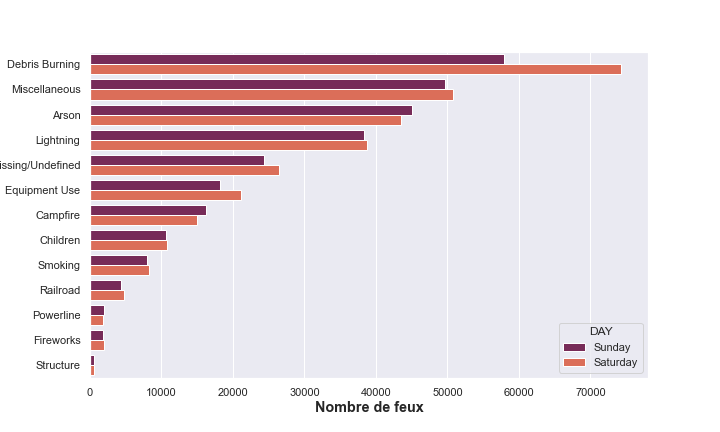 Debris Burning
Miscellaneous
Arson
Lightning
issing/Undefined
Equipment Use
Campfire
Children
Smoking
Railroad
Powerline
Fireworks
Structure
DAY
Sunday
Saturday
0 10000 20000 30000 40000 50000 60000 70000
Nombre de feux